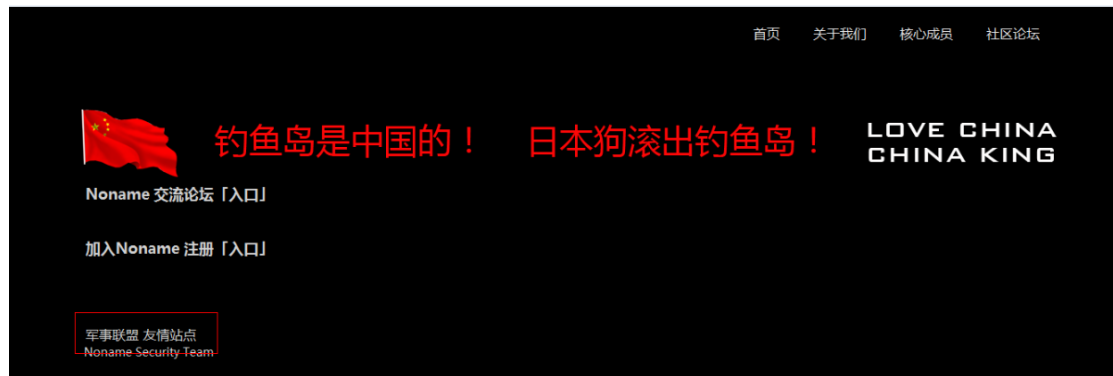 首页 关于我们 核心成员 社区论坛
钓鱼岛是中国的！ 日本狗滚出钓鱼岛！
LOVE CHINA
CHINA KING
Noname 交流论坛「入口」
加入Noname 注册「入口」
军事联盟 友情站点
Noname Security Team